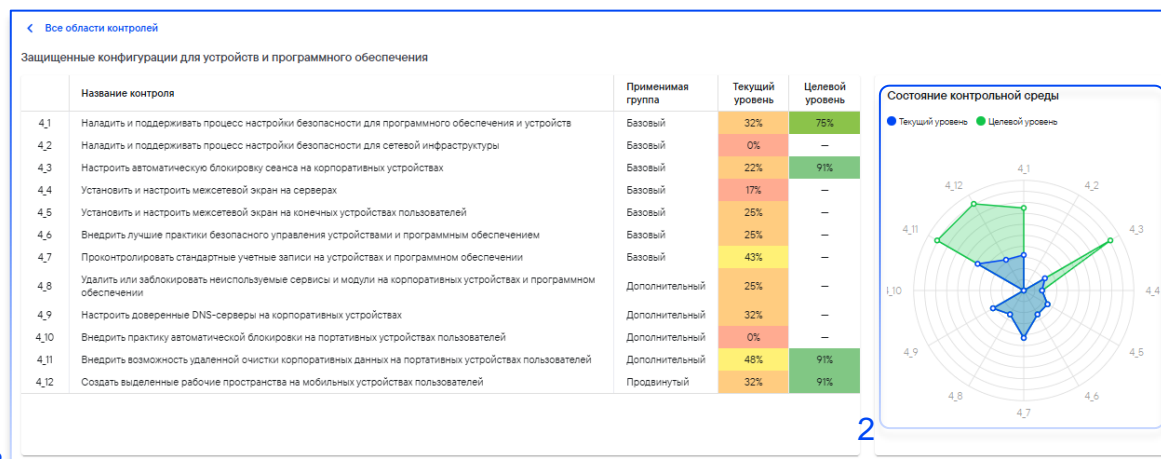 Все области контролей
Защищенные конфигурации для устройств и программного обеспечения
Название контроля Применимая группа Текущий уровень Целевой уровень
4_1 Наладить и поддерживать процесс настройки безопасности для программного обеспечения и устройств Базовый 32% 75%
4_2 Наладить и поддерживать процесс настройки безопасности для сетевой инфраструктуры Базовый 0% —
4_3 Настроить автоматическую блокировку сеанса на корпоративных устройствах Базовый 22% 91%
4_4 Установить и настроить межсетевой экран на серверах Базовый 17% —
4_5 Установить и настроить межсетевой экран на конечных устройствах пользователей Базовый 25% —
4_6 Внедрить лучшие практики безопасного управления устройствами и программным обеспечением Базовый 25% —
4_7 Проконтролировать стандартные учетные записи на устройствах и программном обеспечении Базовый 43% —
4_8 Удалить или заблокировать неиспользуемые сервисы и модули на корпоративных устройствах и программном
обеспечении Дополнительный 25% —
4_9 Настроить доверенные DNS-серверы на корпоративных устройствах Дополнительный 32% —
4_10 Внедрить практику автоматической блокировки на портативных устройствах пользователей Дополнительный 0% —
4_11 Внедрить возможность удаленной очистки корпоративных данных на портативных устройствах пользователей Дополнительный 48% 91%
4_12 Создать выделенные рабочие пространства на мобильных устройствах пользователей Продвинутый 32% 91%
Состояние контрольной среды
Текущий уровень Целевой уровень
4_1
4_12 4_2
4_11 4_3
4_10 4_4
4_9 4_5
4_8 4_6
4_7
2